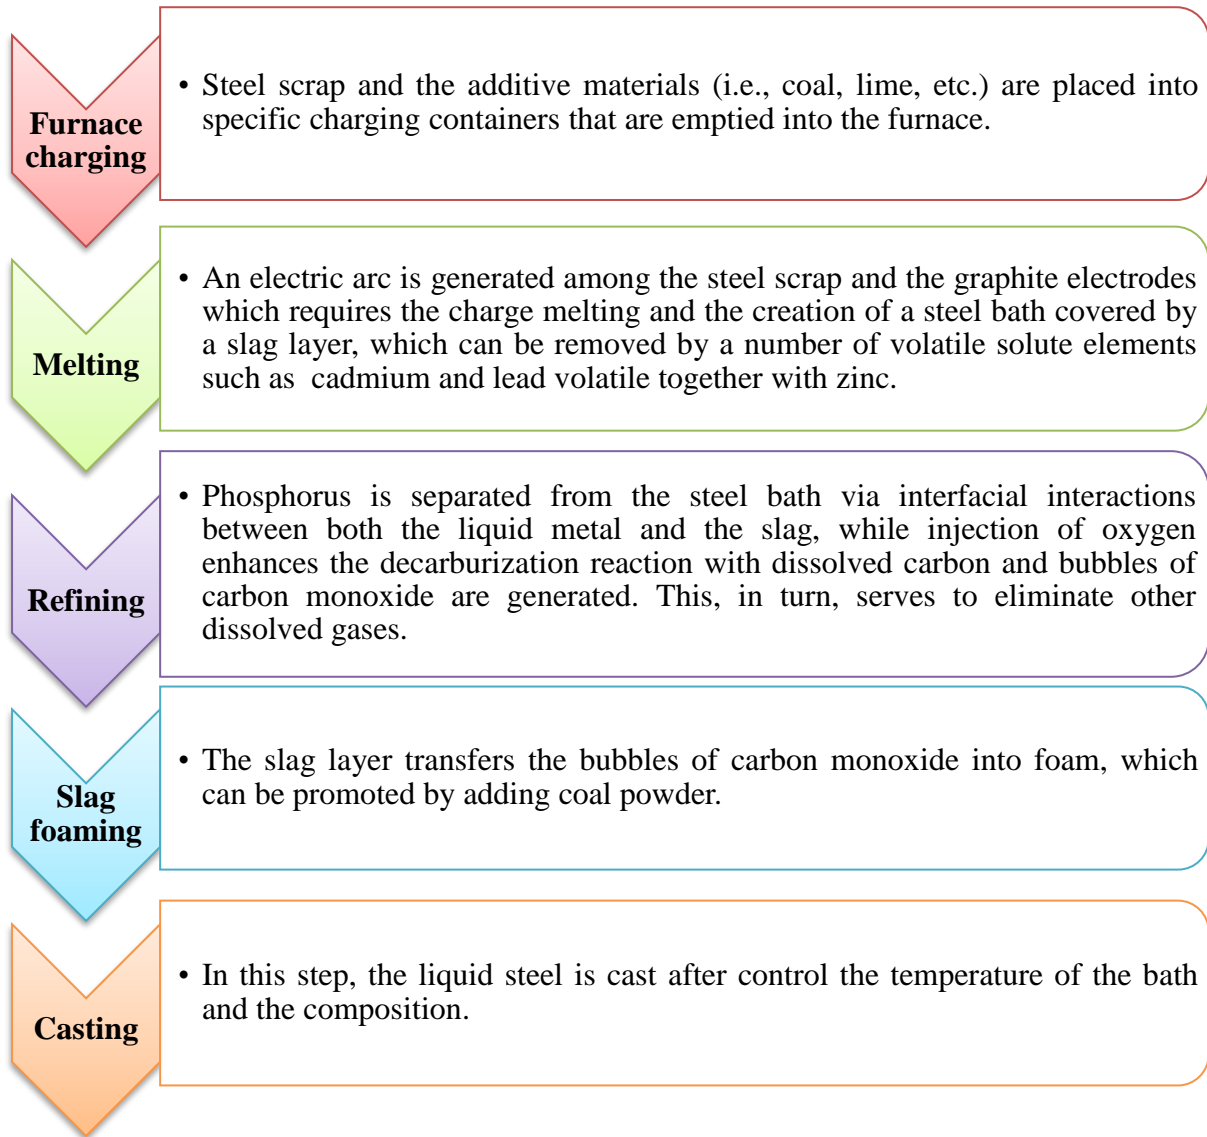 Furnace
charging
• Steel scrap and the additive materials (i.e., coal, lime, etc.) are placed into
specific charging containers that are emptied into the furnace.
Melting
• An electric arc is generated among the steel scrap and the graphite electrodes
which requires the charge melting and the creation of a steel bath covered by
a slag layer, which can be removed by a number of volatile solute elements
such as cadmium and lead volatile together with zinc.
Refining
• Phosphorus is separated from the steel bath via interfacial interactions
between both the liquid metal and the slag, while injection of oxygen
enhances the decarburization reaction with dissolved carbon and bubbles of
carbon monoxide are generated. This, in turn, serves to eliminate other
dissolved gases.
Slag
foaming
• The slag layer transfers the bubbles of carbon monoxide into foam, which
can be promoted by adding coal powder.
Casting
• In this step, the liquid steel is cast after control the temperature of the bath
and the composition.